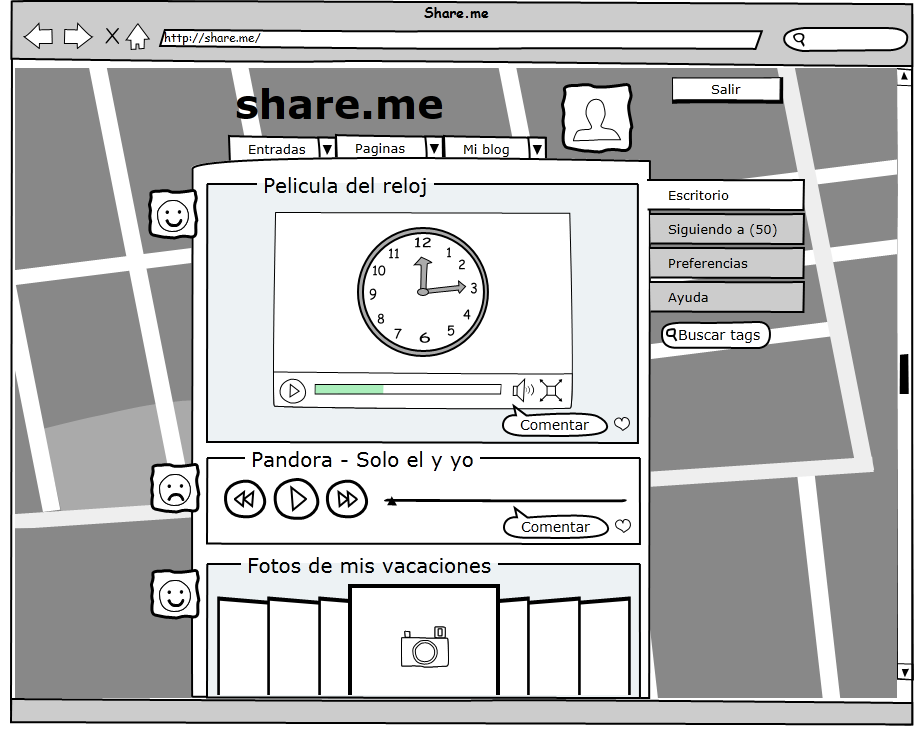 Share.me
http://share.me/
share.me
Salir
Entradas
Paginas
Mi blog
Pelicula del reloj
Escritorio
Siguiendo a (50)
Preferencias
Ayuda
Buscar tags
12
11
1
10
2
9
3
8
4
7
5
6
Comentar
Pandora - Solo el y yo
Comentar
Fotos de mis vacaciones